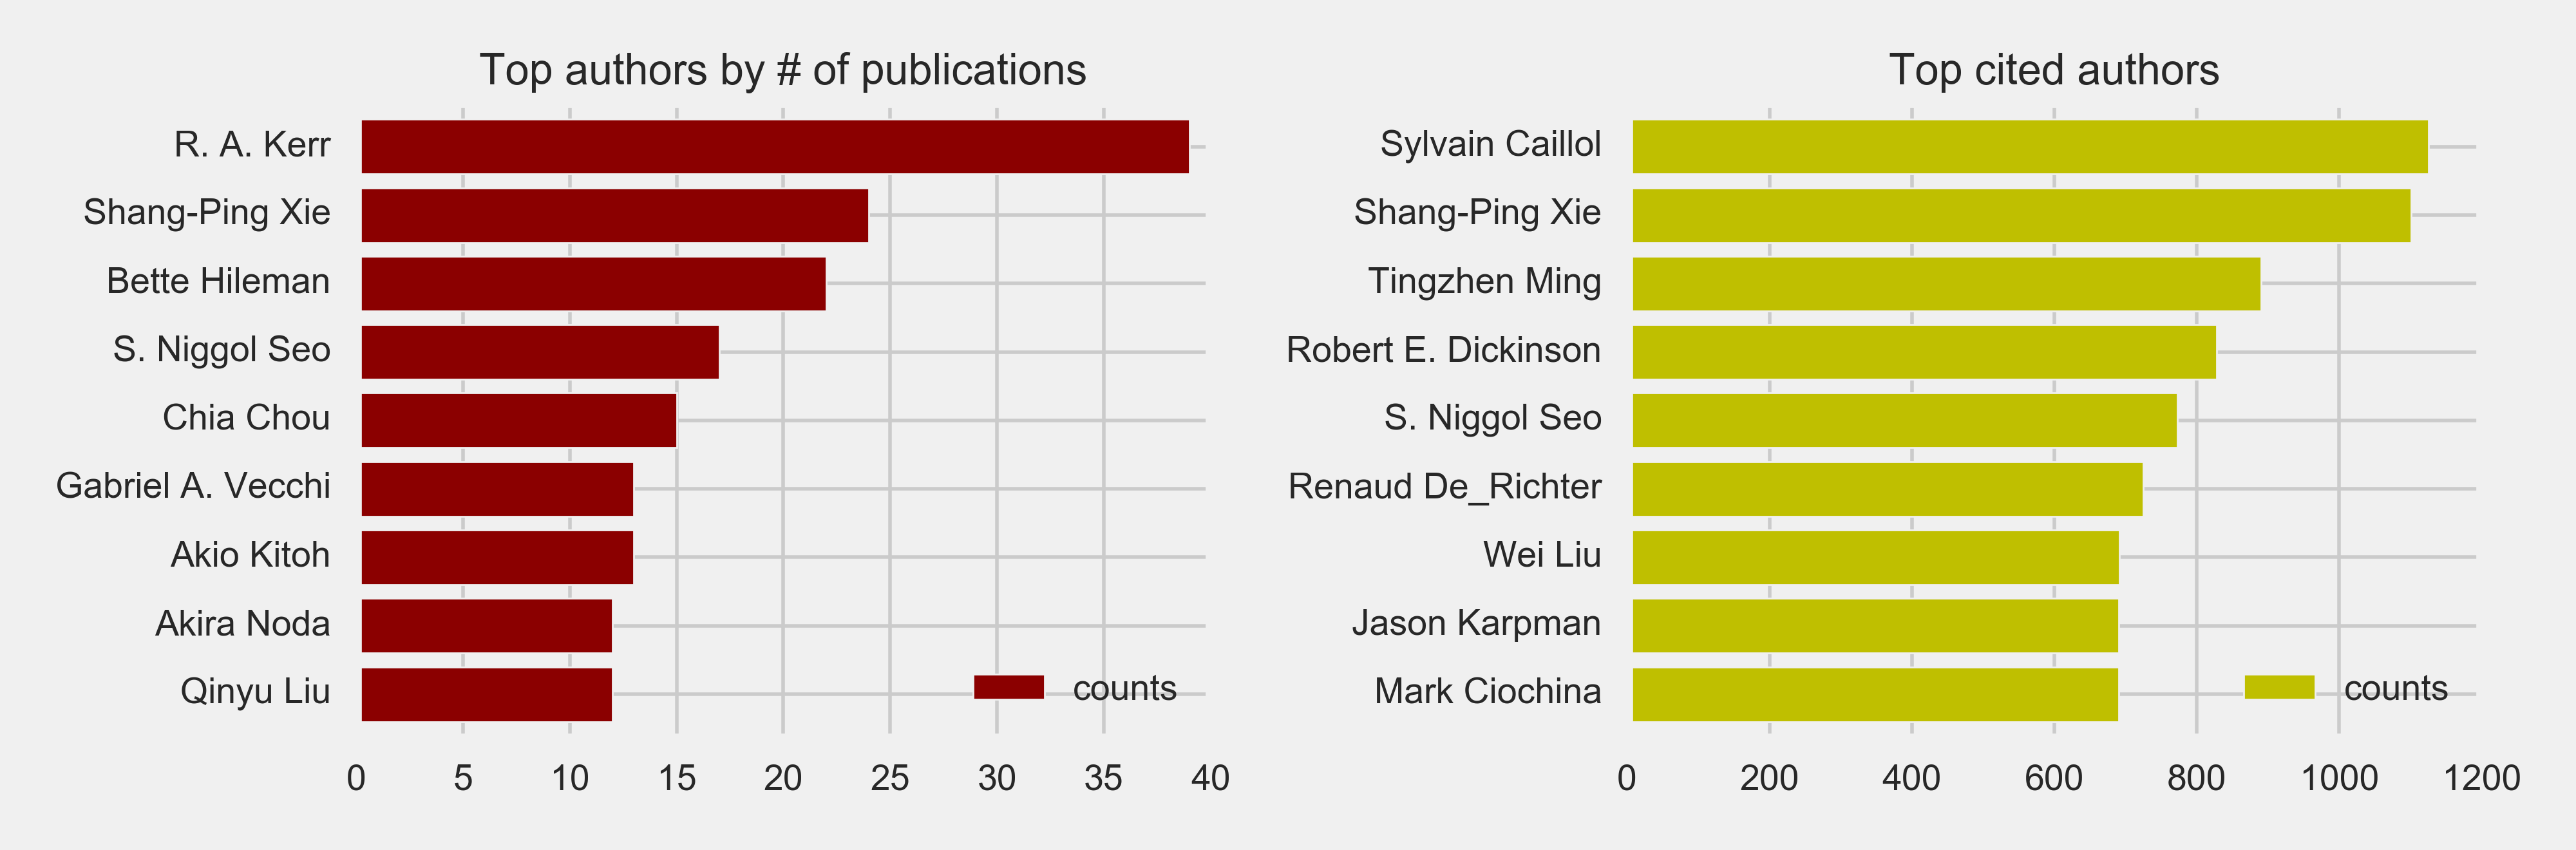 Top authors by # of publications
R. A. Kerr
Shang-Ping Xie
Bette Hileman
S. Niggol Seo
Chia Chou
Gabriel A. Vecchi
Akio Kitoh
Akira Noda
Qinyu Liu
counts
0 5 10 15 20 25 30 35 40
Top cited authors
Sylvain Caillol
Shang-Ping Xie
Tingzhen Ming
Robert E. Dickinson
S. Niggol Seo
Renaud De_Richter
Wei Liu
Jason Karpman
Mark Ciochina
counts
0 200 400 600 800 1000 1200